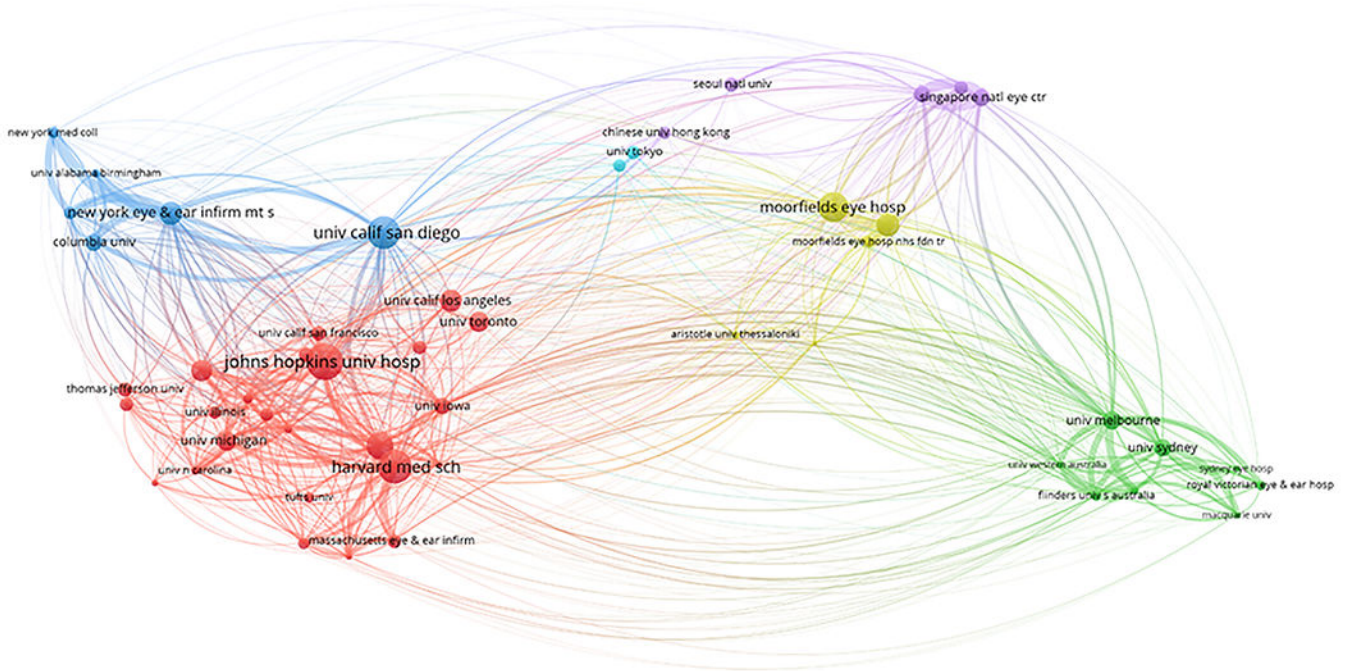 seoul natl univ
singapore natl eye ctr
new york med coll
chinese univ hong kong
univ tokyo
univ alabama birmingham
new york eye & ear infirm mt s
moorfields eye hosp
univ calif san diego
columbia univ
moorfields eye hosp nhs fdn tr
univ calif los angeles
univ toronto
univ calif san francisco
aristotle univ thessaloniki
johns hopkins univ hosp
thomas jefferson univ
univ iowa
univ illinois
univ melbourne
univ michigan
univ sydney
harvard med sch
univ western australia
univ n carolina
sydney eye hosp
royal victorian eye & ear hosp
tufts univ
flinders univ s australia
macquarie univ
massachusetts eye & ear infirm